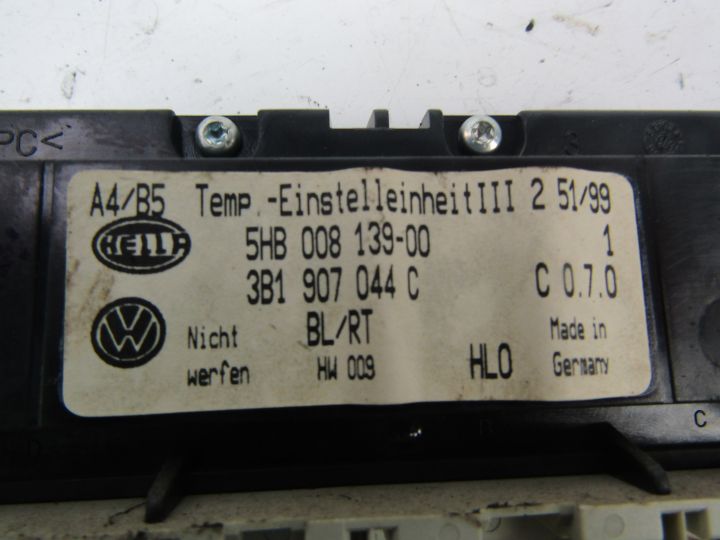 PC<
A4/B5 Temp.-EinstelleinheitIII 2 51/99
HELLA 5HB 008 139-00 1
3B1 907 044 C C 0.7.0
VW Nicht BL/RT Made in
werfen HW 009 HLO Germany
C